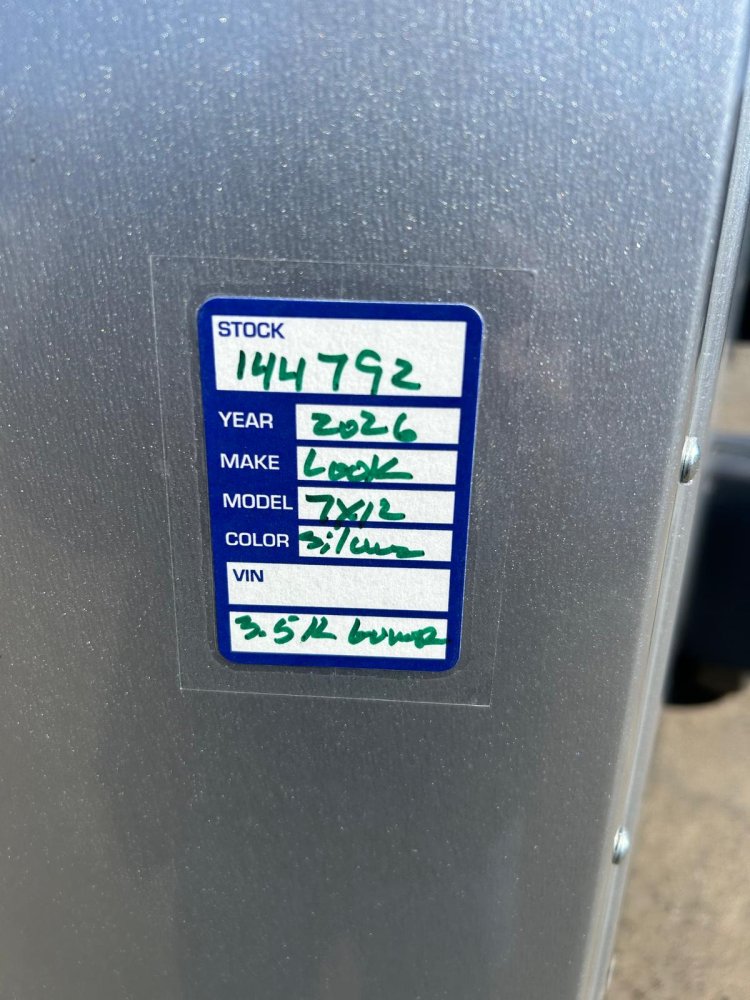 STOCK
144792
YEAR 2026
MAKE LOOK
MODEL 7X12
COLOR Silver
VIN
3.5K